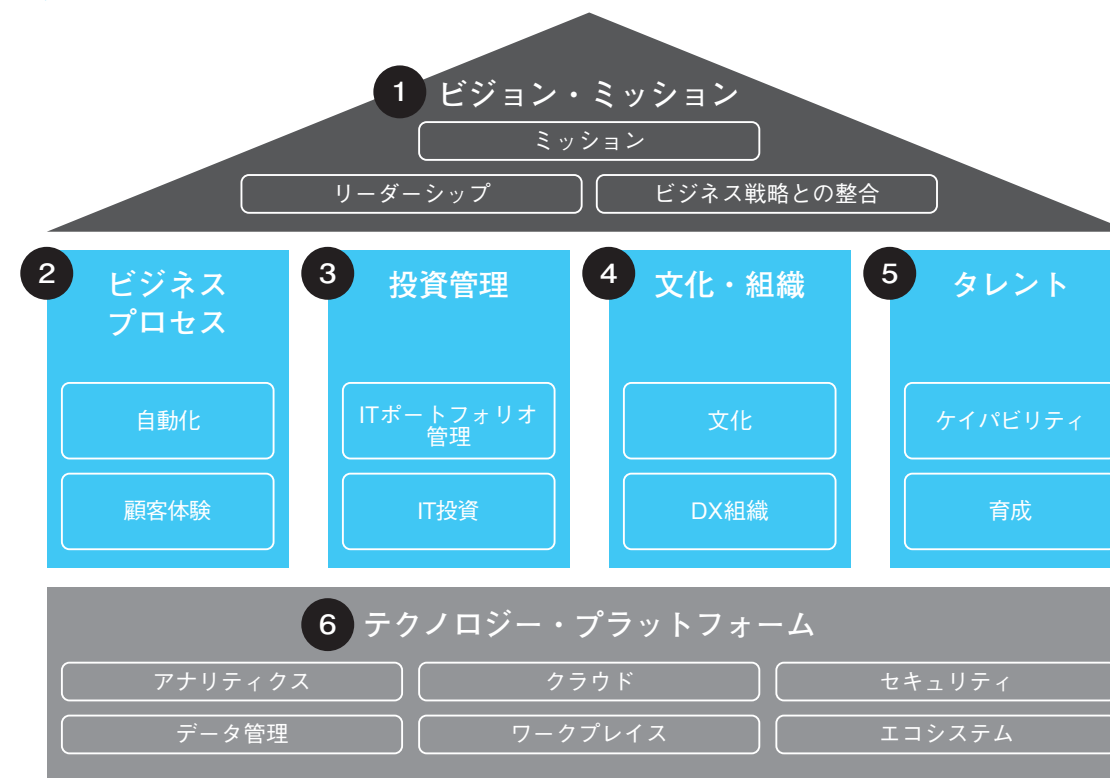 1 ビジョン・ミッション
ミッション
リーダーシップ
ビジネス戦略との整合
2 ビジネス
プロセス
自動化
顧客体験
3 投資管理
ITポートフォリオ
管理
IT投資
4 文化・組織
文化
DX組織
5 タレント
ケイパビリティ
育成
6 テクノロジー・プラットフォーム
アナリティクス
クラウド
セキュリティ
データ管理
ワークプレイス
エコシステム